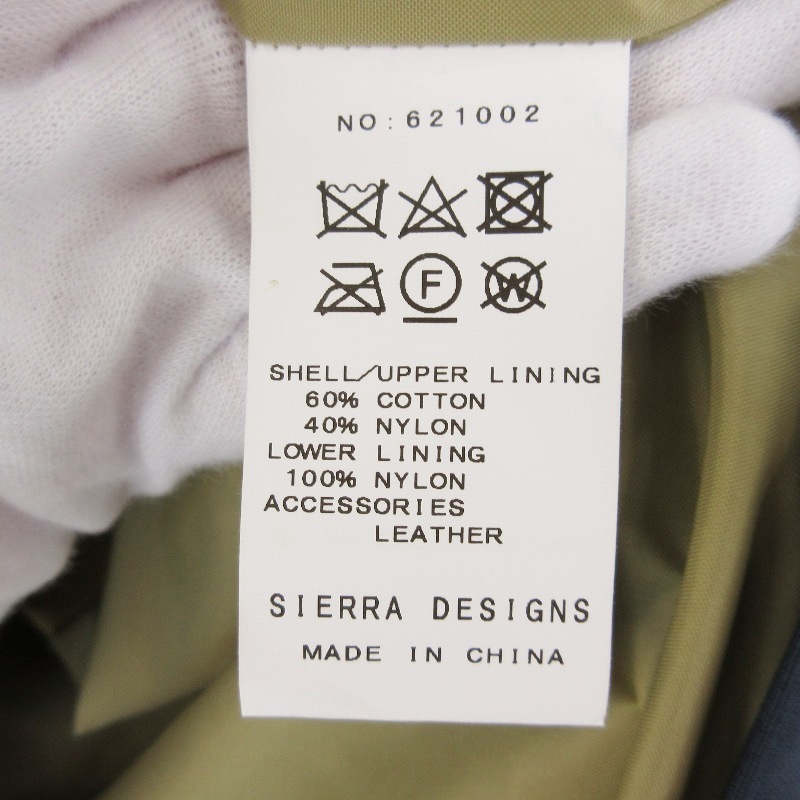 NO:621002
F W
SHELL/UPPER LINING
60% COTTON
40% NYLON
LOWER LINING
100% NYLON
ACCESSORIES
LEATHER
SIERRA DESIGNS
MADE IN CHINA